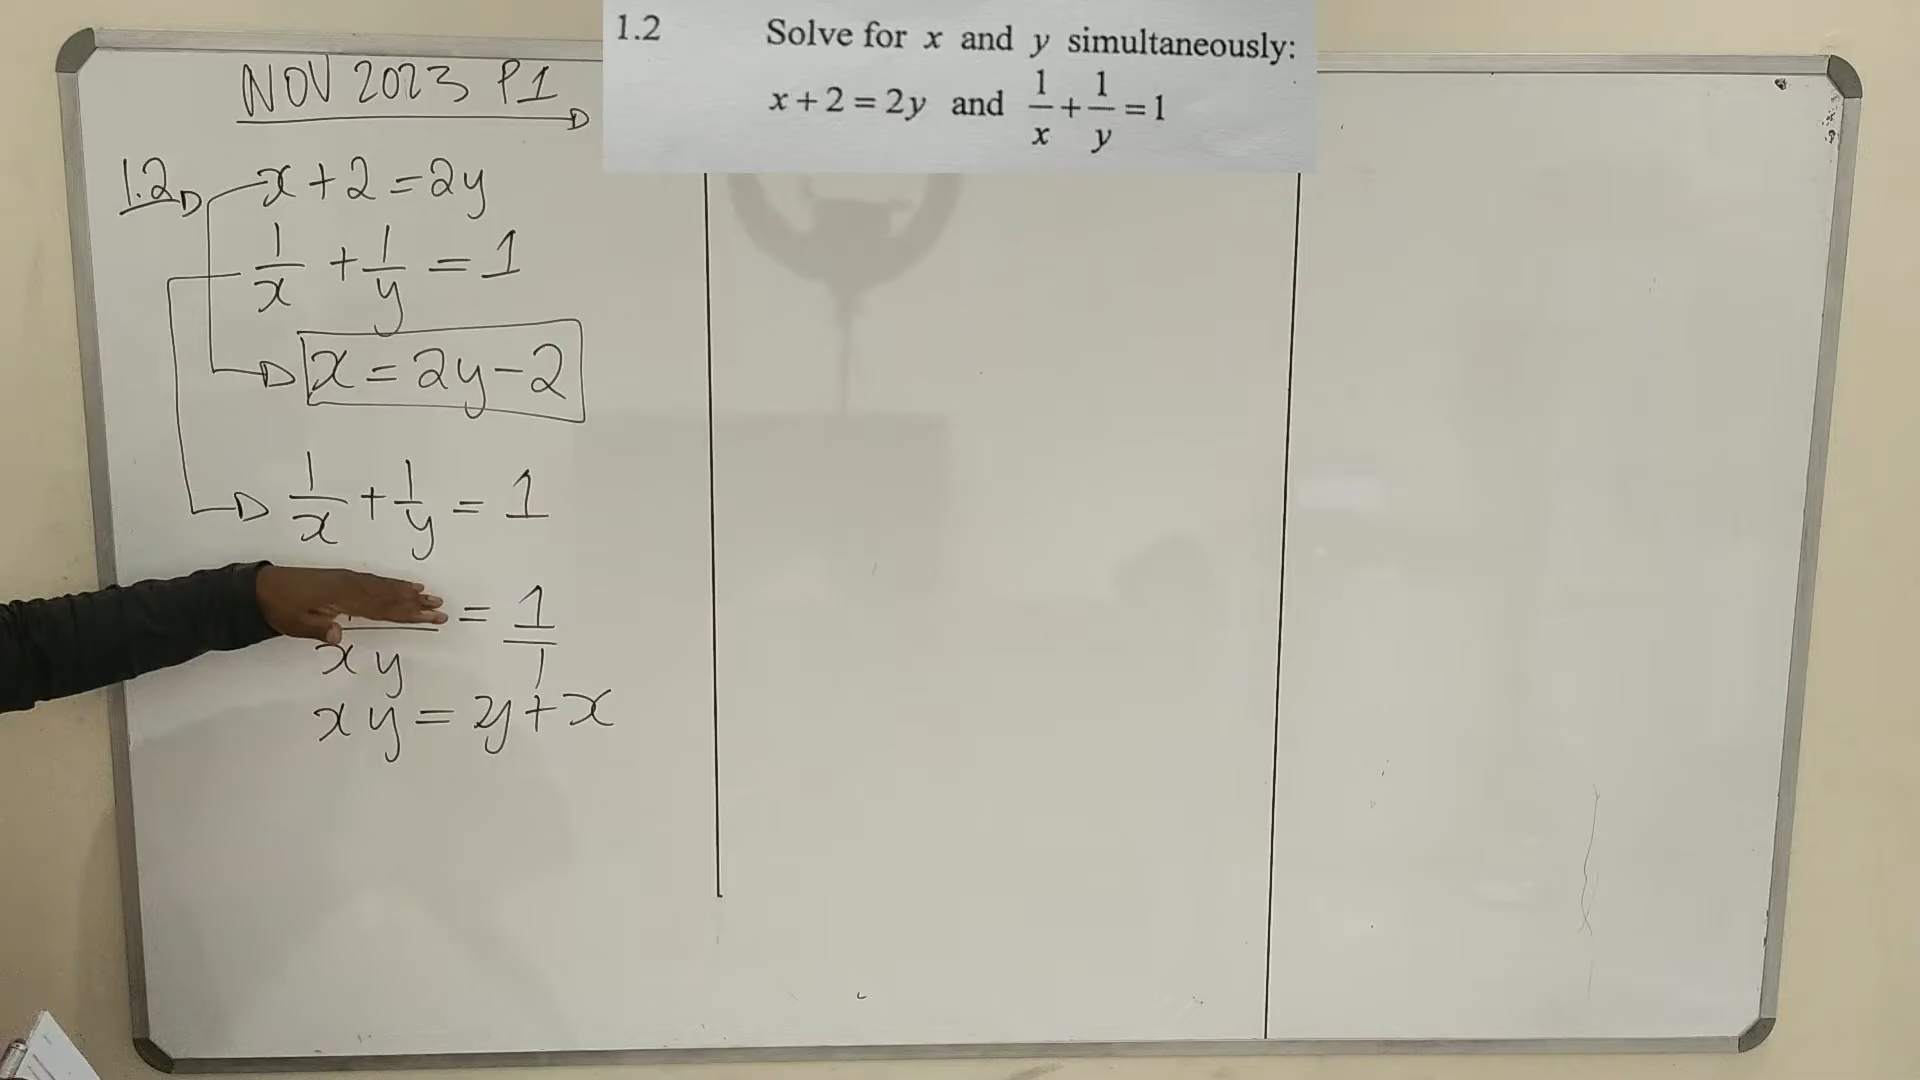 1.2 Solve for x and y simultaneously:
x + 2 = 2y and 1/x + 1/y = 1
NOV 2023 P1
1.2 x + 2 = 2y
1/x + 1/y = 1
x = 2y - 2
1/x + 1/y = 1
xy = 1/1
xy = y + x